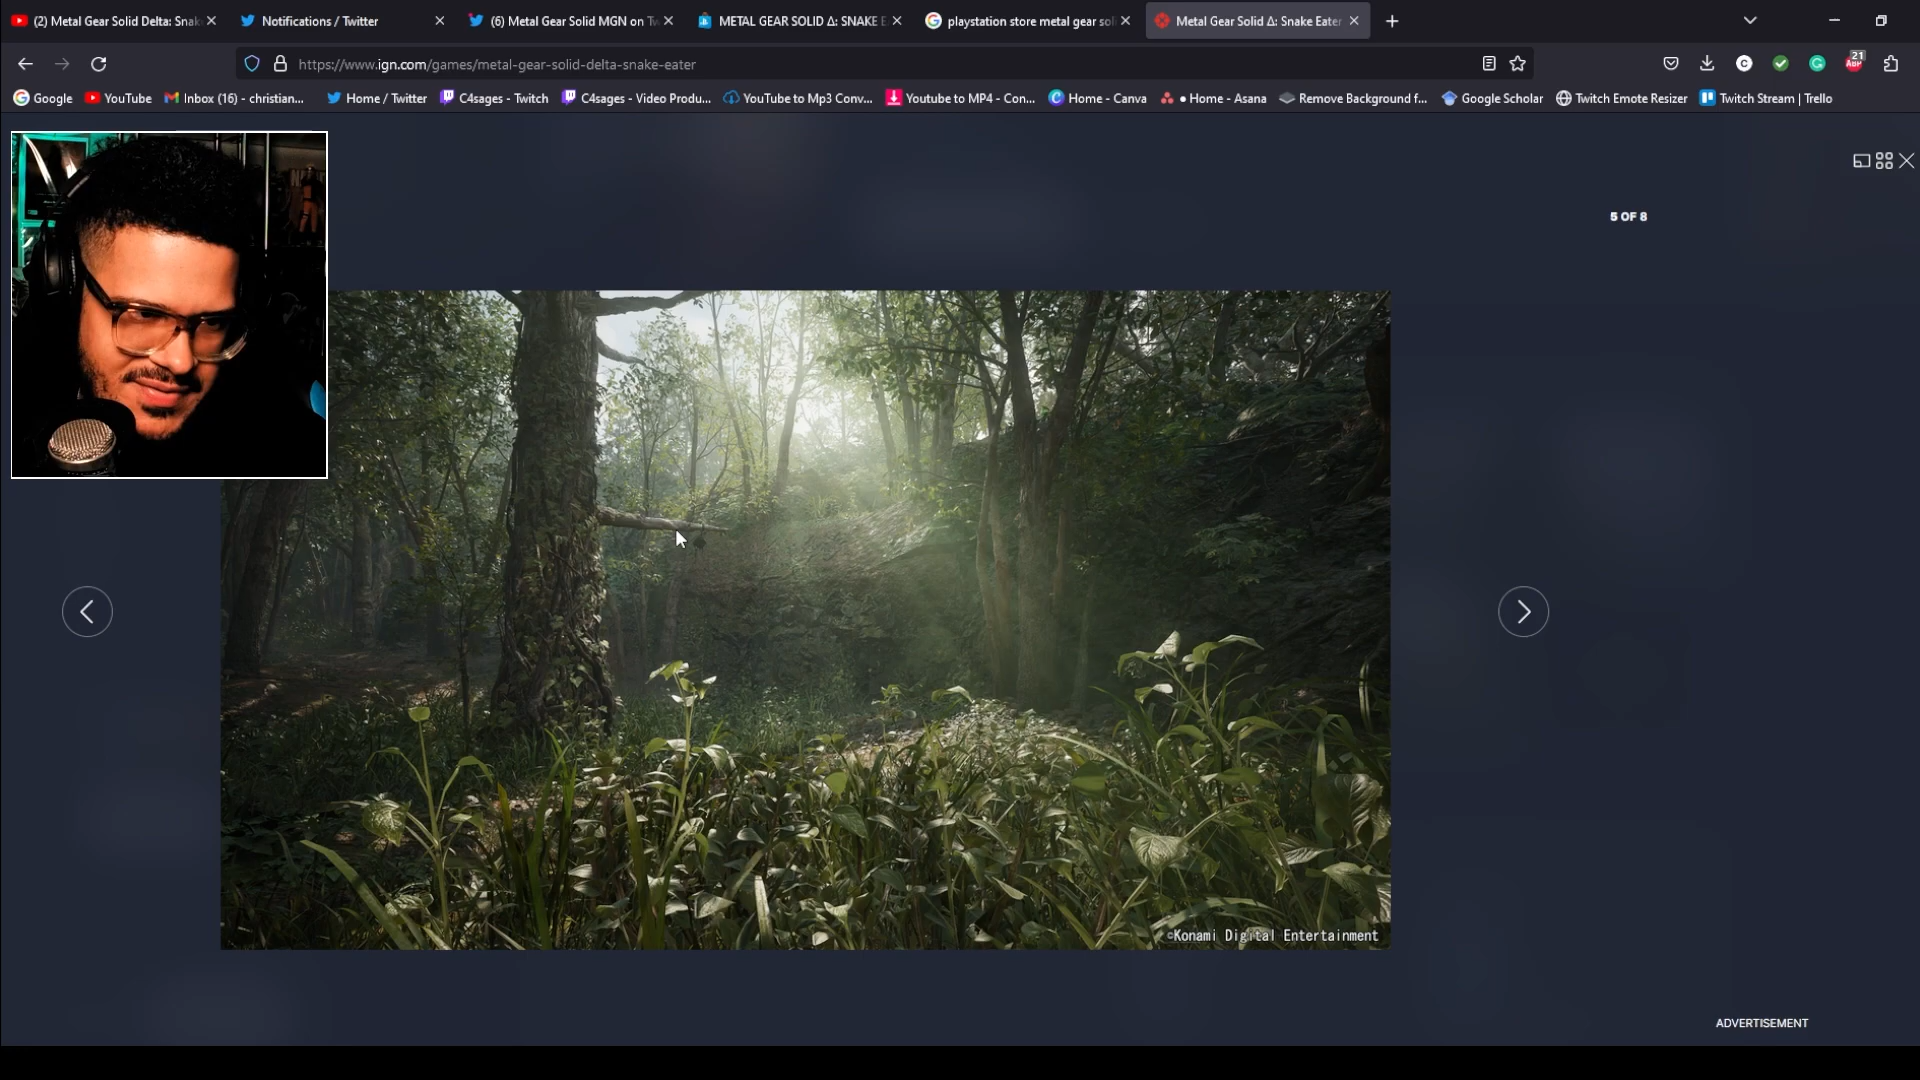 (2) Metal Gear Solid Delta: Snak
Notifications / Twitter
(6) Metal Gear Solid MGN on Tw
METAL GEAR SOLID Δ: SNAKE E
playstation store metal gear soli
Metal Gear Solid Δ: Snake Eater
https://www.ign.com/games/metal-gear-solid-delta-snake-eater
21
ABP
Google
YouTube
Inbox (16) - christian...
Home / Twitter
C4sages - Twitch
C4sages - Video Produ...
YouTube to Mp3 Conv...
Youtube to MP4 - Con...
Home - Canva
● Home - Asana
Remove Background f...
Google Scholar
Twitch Emote Resizer
Twitch Stream | Trello
5 OF 8
©Konami Digital Entertainment
ADVERTISEMENT